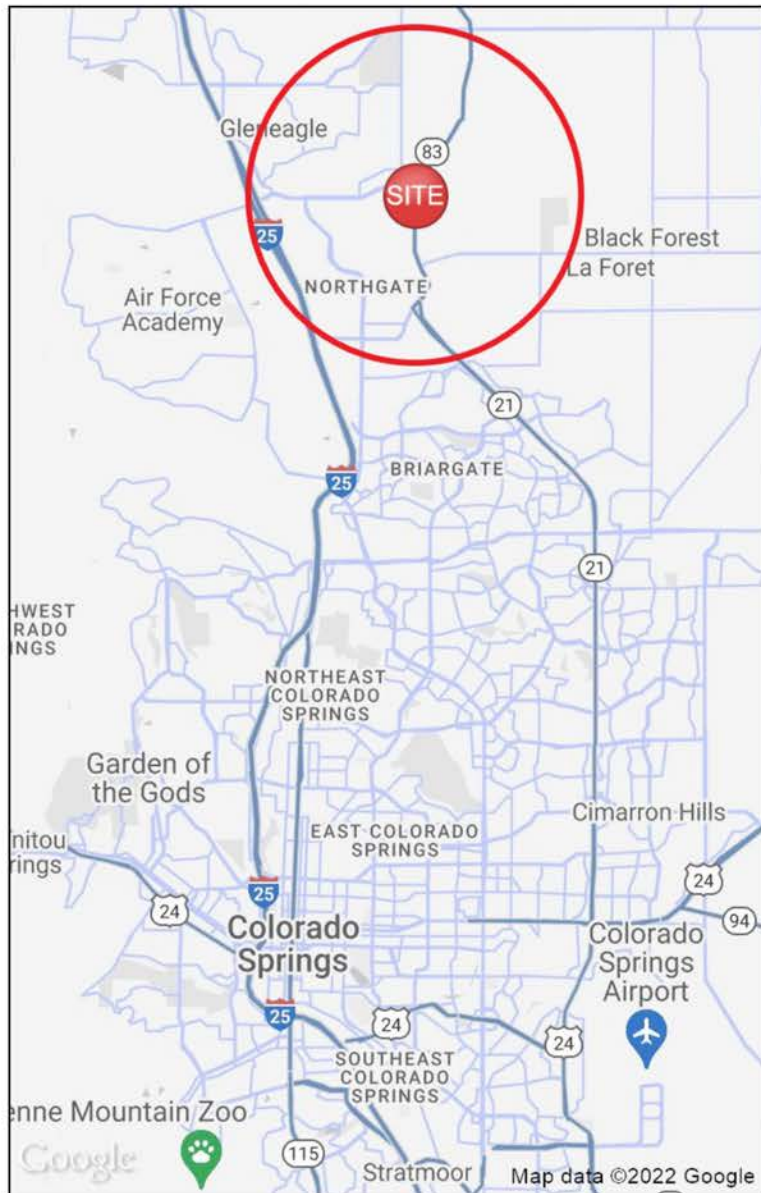 Gleneagle
83
SITE
25
Black Forest
La Foret
NORTHGATE
Air Force
Academy
21
BRIARGATE
25
21
HWEST
RADO
NGS
NORTHEAST
COLORADO
SPRINGS
Garden of
the Gods
Cimarron Hills
EAST COLORADO
SPRINGS
nitou
rings
24
25
24
94
Colorado
Springs
Colorado
Springs
Airport
25
24
24
SOUTHEAST
COLORADO
SPRINGS
enne Mountain Zoo
Google
115
Stratmoor
Map data ©2022 Google